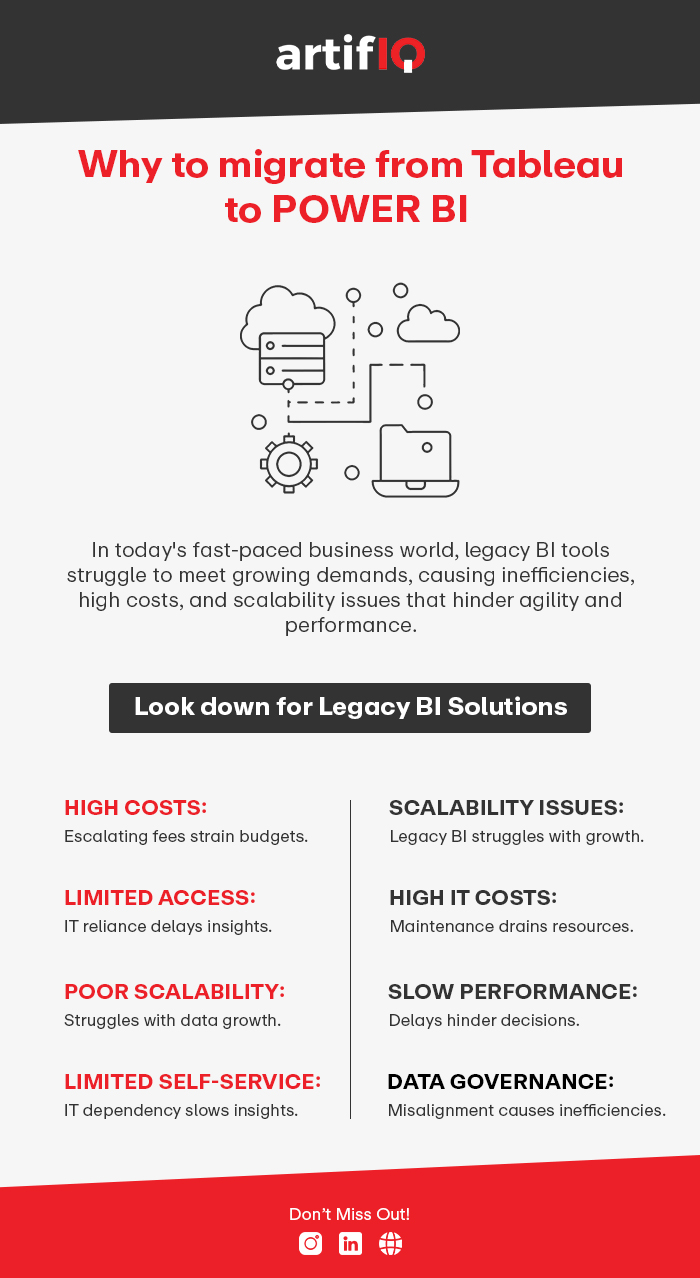 artifIQ
Why to migrate from Tableau
to POWER BI
In today's fast-paced business world, legacy BI tools
struggle to meet growing demands, causing inefficiencies,
high costs, and scalability issues that hinder agility and
performance.
Look down for Legacy BI Solutions
HIGH COSTS:
Escalating fees strain budgets.
LIMITED ACCESS:
IT reliance delays insights.
POOR SCALABILITY:
Struggles with data growth.
LIMITED SELF-SERVICE:
IT dependency slows insights.
SCALABILITY ISSUES:
Legacy BI struggles with growth.
HIGH IT COSTS:
Maintenance drains resources.
SLOW PERFORMANCE:
Delays hinder decisions.
DATA GOVERNANCE:
Misalignment causes inefficiencies.
Don’t Miss Out!
in